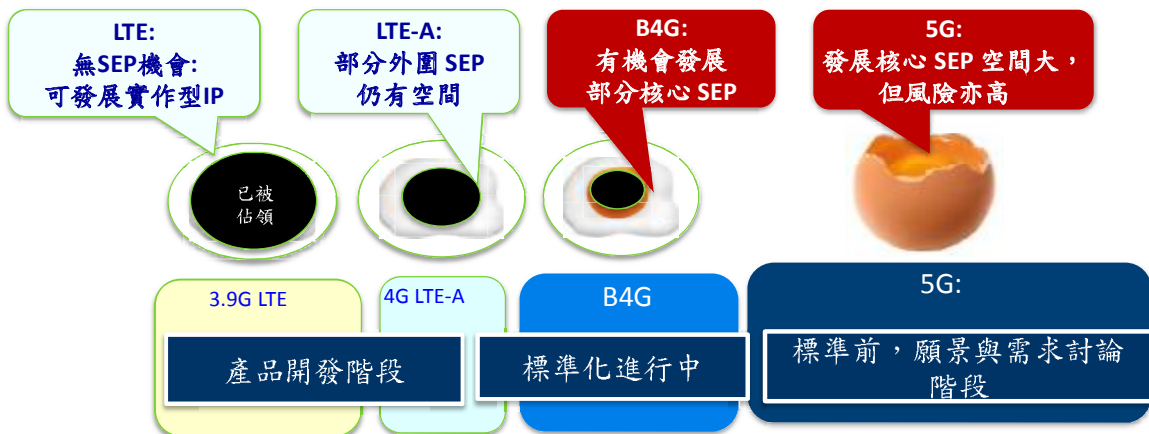 LTE:
無SEP機會:
可發展實作型IP
LTE-A:
部分外圍 SEP
仍有空間
B4G:
有機會發展
部分核心 SEP
5G:
發展核心 SEP 空間大，
但風險亦高
已被
佔領
3.9G LTE
4G LTE-A
B4G
5G:
產品開發階段
標準化進行中
標準前，願景與需求討論
階段